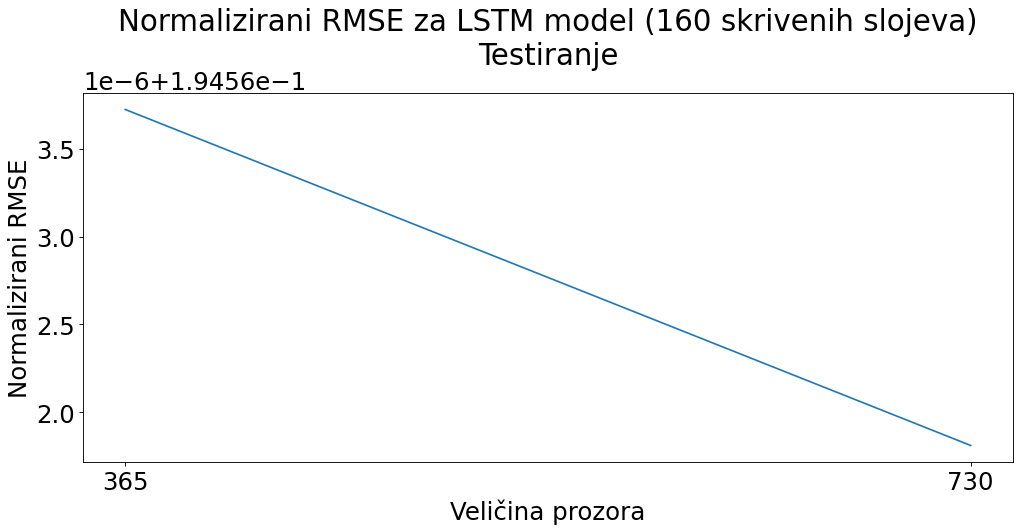 Normalizirani RMSE za LSTM model (160 skrivenih slojeva)
Testiranje
1e−6+1.9456e−1
3.5
3.0
2.5
2.0
Normalizirani RMSE
365
730
Veličina prozora